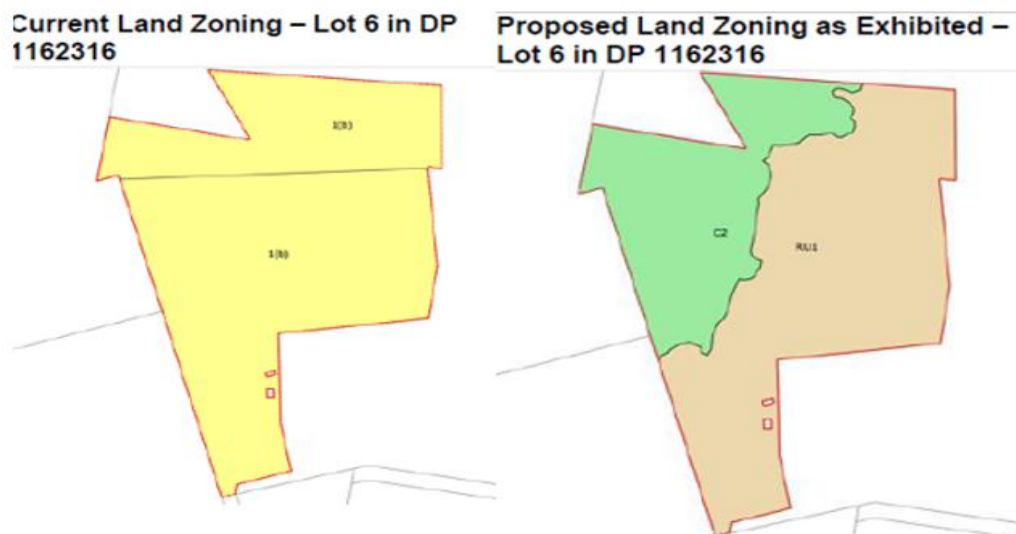 Current Land Zoning – Lot 6 in DP
1162316
Proposed Land Zoning as Exhibited –
Lot 6 in DP 1162316
1(b)
1(b)
C2
RU1